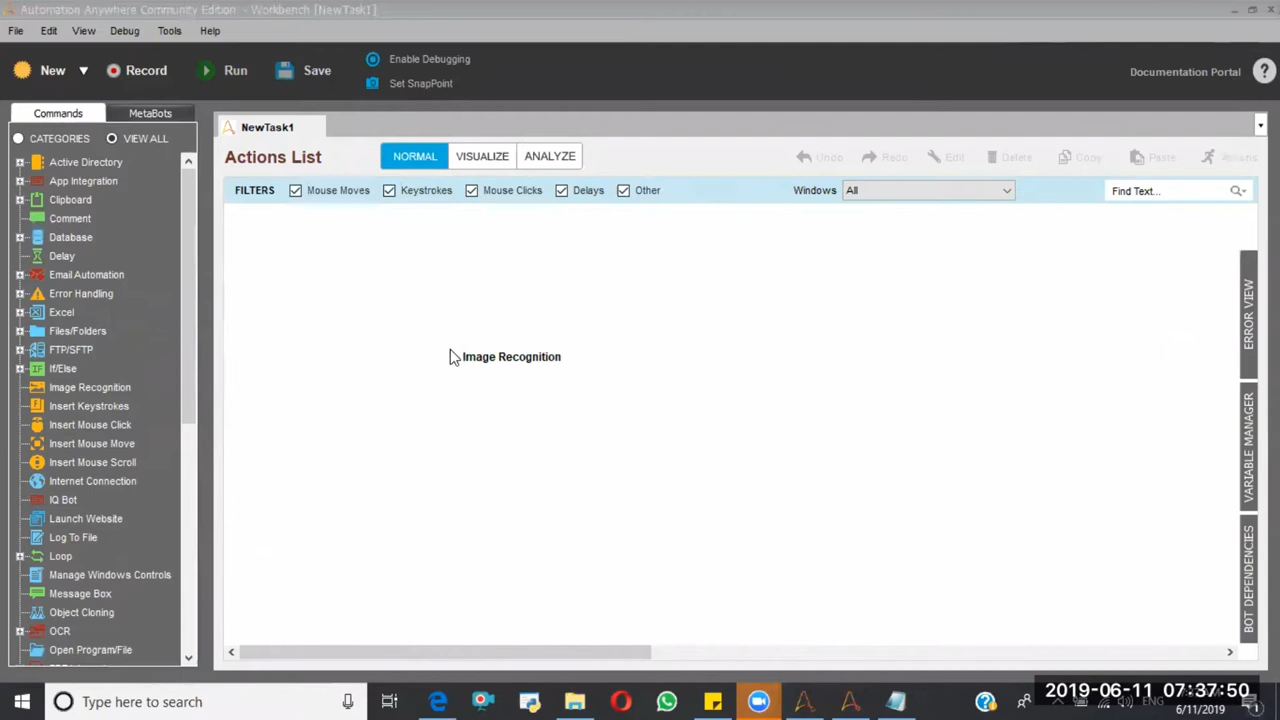 Automation Anywhere Community Edition - Workbench [NewTask1]
File Edit View Debug Tools Help
New Record Run Save
Enable Debugging
Set SnapPoint
Documentation Portal ?
Commands MetaBots
CATEGORIES VIEW ALL
Active Directory
App Integration
Clipboard
Comment
Database
Delay
Email Automation
Error Handling
Excel
Files/Folders
FTP/SFTP
If/Else
Image Recognition
Insert Keystrokes
Insert Mouse Click
Insert Mouse Move
Insert Mouse Scroll
Internet Connection
IQ Bot
Launch Website
Log To File
Loop
Manage Windows Controls
Message Box
Object Cloning
OCR
Open Program/File
NewTask1
Actions List NORMAL VISUALIZE ANALYZE Undo Redo Edit Delete Copy Paste Actions
FILTERS Mouse Moves Keystrokes Mouse Clicks Delays Other Windows All Find Text...
Image Recognition
ERROR VIEW
VARIABLE MANAGER
BOT DEPENDENCIES
Type here to search
ENG
2019-06-11 07:37:50
6/11/2019